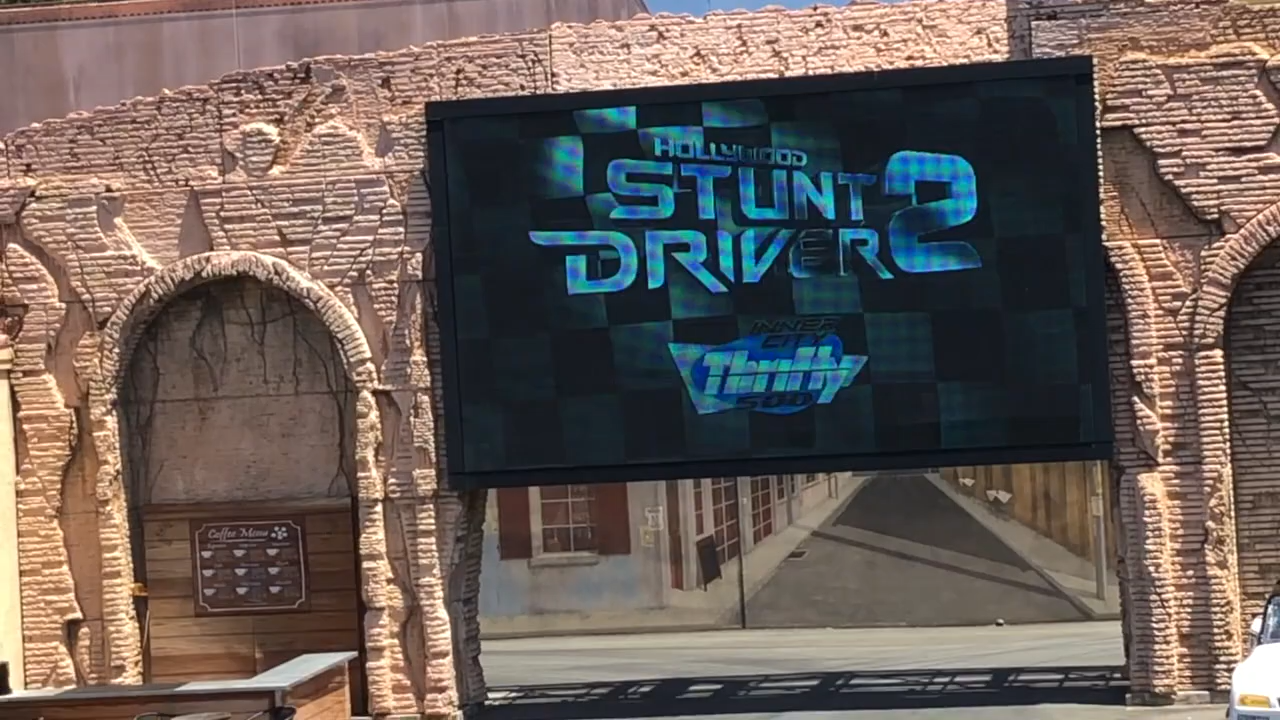 HOLLYWOOD
STUNT 2
DRIVER
INNER
CITY
Thrifty
500
Coffee Menu